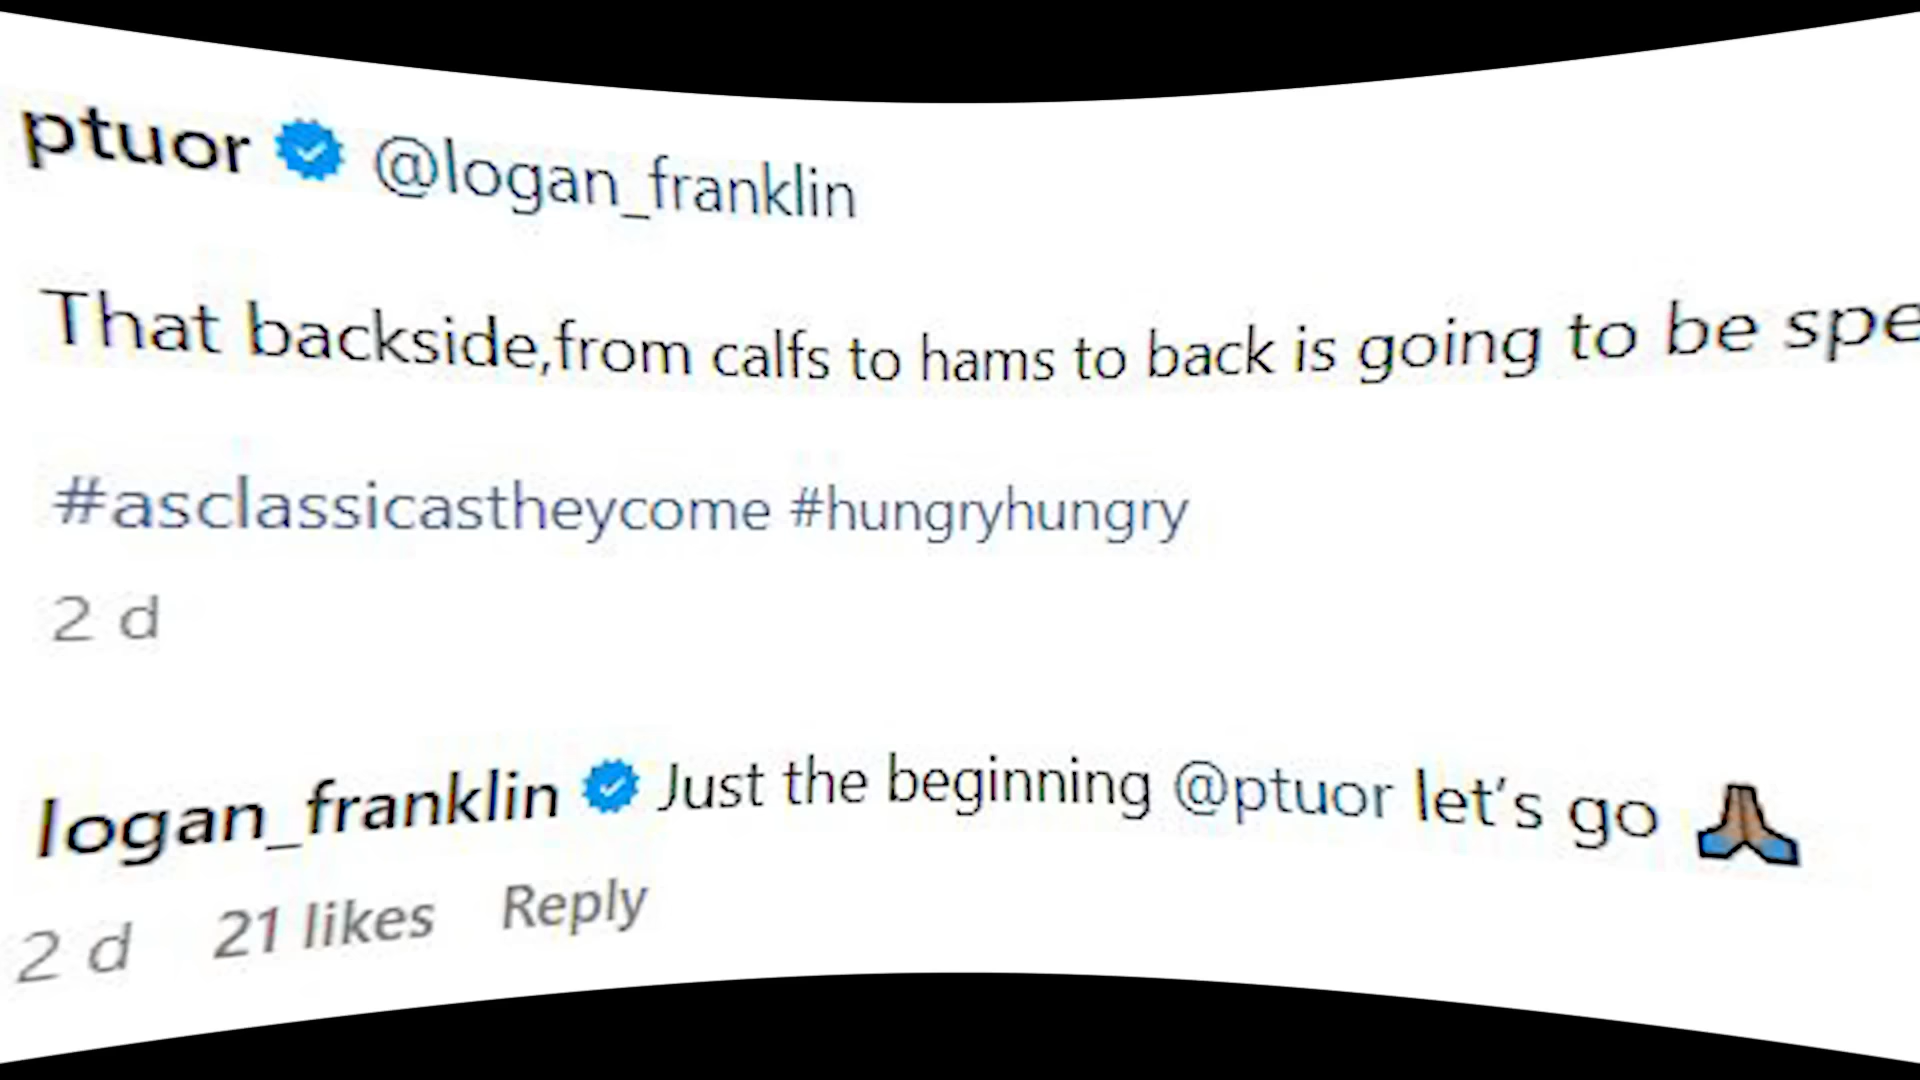 ptuor @logan_franklin
That backside,from calfs to hams to back is going to be
#asclassicastheycome #hungryhungry
2 d
logan_franklin Just the beginning @ptuor let's go 🙏🏽
2 d 21 likes Reply